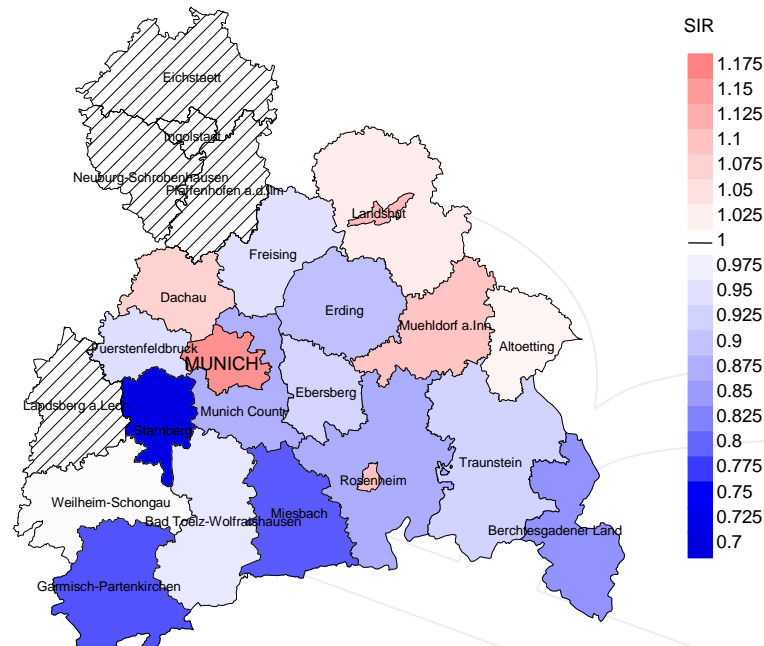 SIR
1.175
1.15
1.125
1.1
1.075
1.05
1.025
1
0.975
0.95
0.925
0.9
0.875
0.85
0.825
0.8
0.775
0.75
0.725
0.7
Eichstaett
Ingolstadt
Neuburg-Schrobenhausen
Pfaffenhofen a.d.Ilm
Landshut
Freising
Dachau
Erding
Muehldorf a.Inn
Altoetting
Fuerstenfeldbruck
MUNICH
Ebersberg
Landsberg a.Lech
Munich County
Starnberg
Traunstein
Rosenheim
Weilheim-Schongau
Miesbach
Bad Toelz-Wolfratshausen
Berchtesgadener Land
Garmisch-Partenkirchen